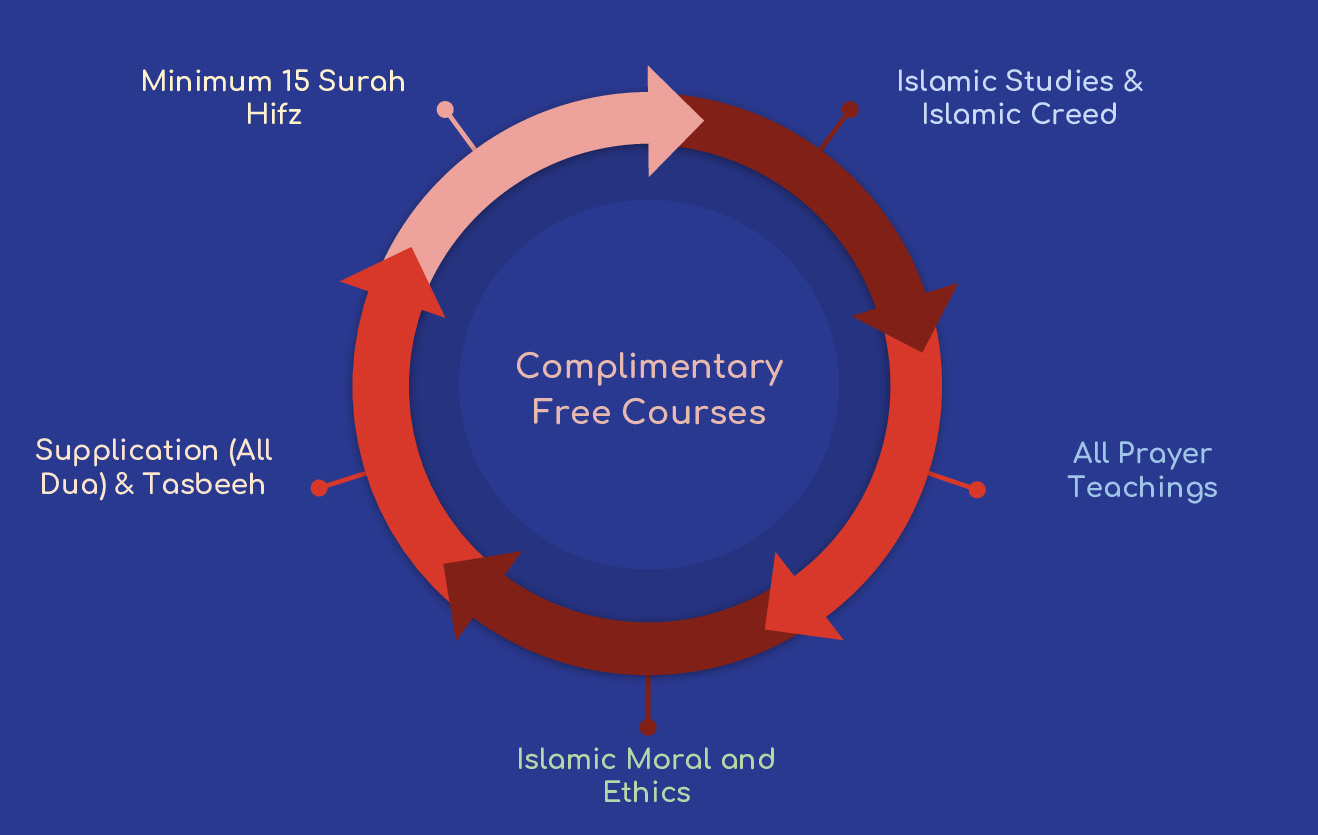 Minimum 15 Surah
Hifz
Islamic Studies &
Islamic Creed
Complimentary
Free Courses
Supplication (All
Dua) & Tasbeeh
All Prayer
Teachings
Islamic Moral and
Ethics